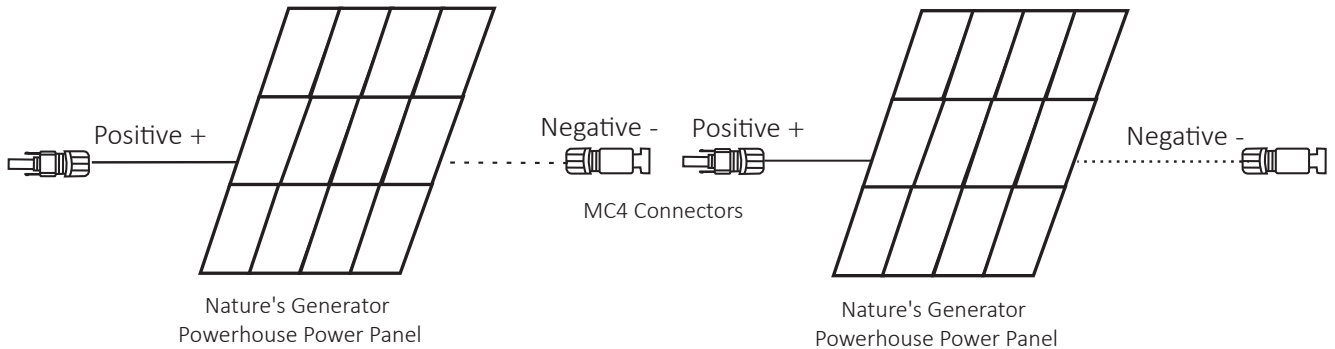 Positive +
Negative -
Positive +
Negative -
MC4 Connectors
Nature's Generator
Powerhouse Power Panel
Nature's Generator
Powerhouse Power Panel